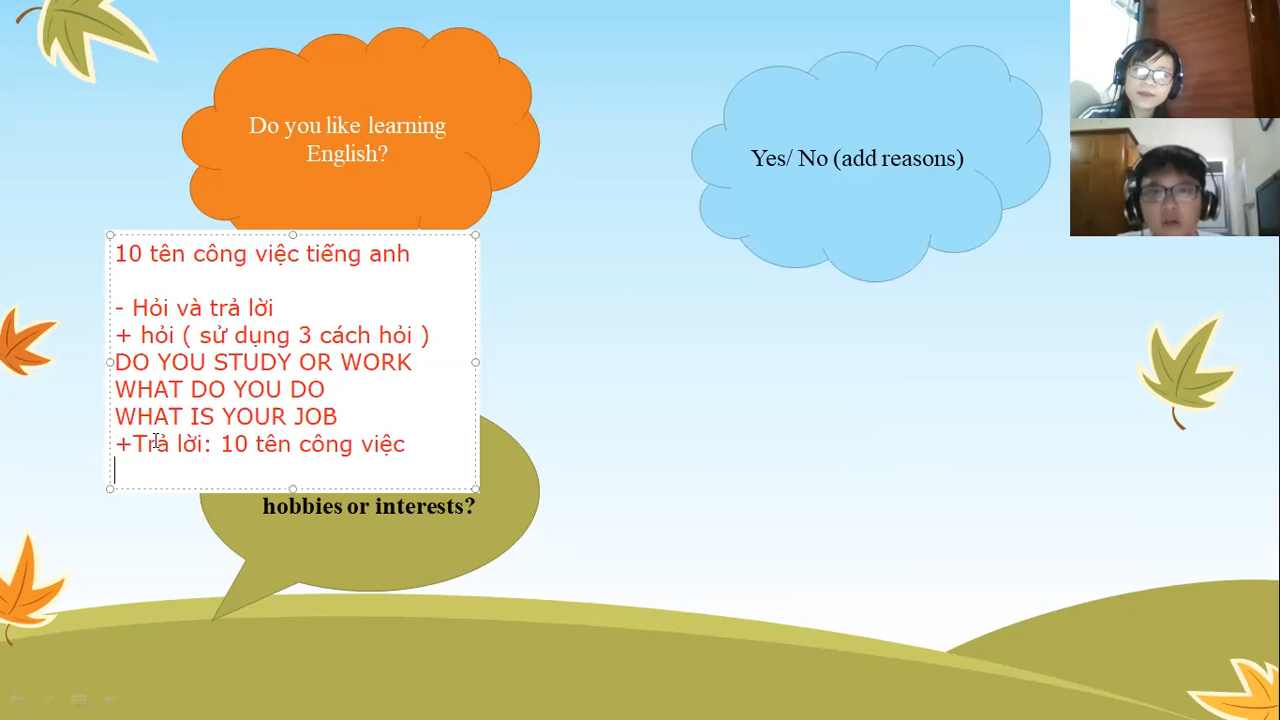 Do you like learning
English?
Yes/ No (add reasons)
10 tên công việc tiếng anh
- Hỏi và trả lời
+ hỏi ( sử dụng 3 cách hỏi )
DO YOU STUDY OR WORK
WHAT DO YOU DO
WHAT IS YOUR JOB
+Trả lời: 10 tên công việc
hobbies or interests?